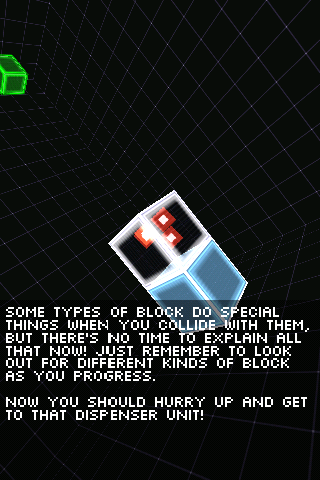 SOME TYPES OF BLOCK DO SPECIAL
THINGS WHEN YOU COLLIDE WITH THEM,
BUT THERE'S NO TIME TO EXPLAIN ALL
THAT NOW! JUST REMEMBER TO LOOK
OUT FOR DIFFERENT KINDS OF BLOCK
AS YOU PROGRESS.
NOW YOU SHOULD HURRY UP AND GET
TO THAT DISPENSER UNIT!